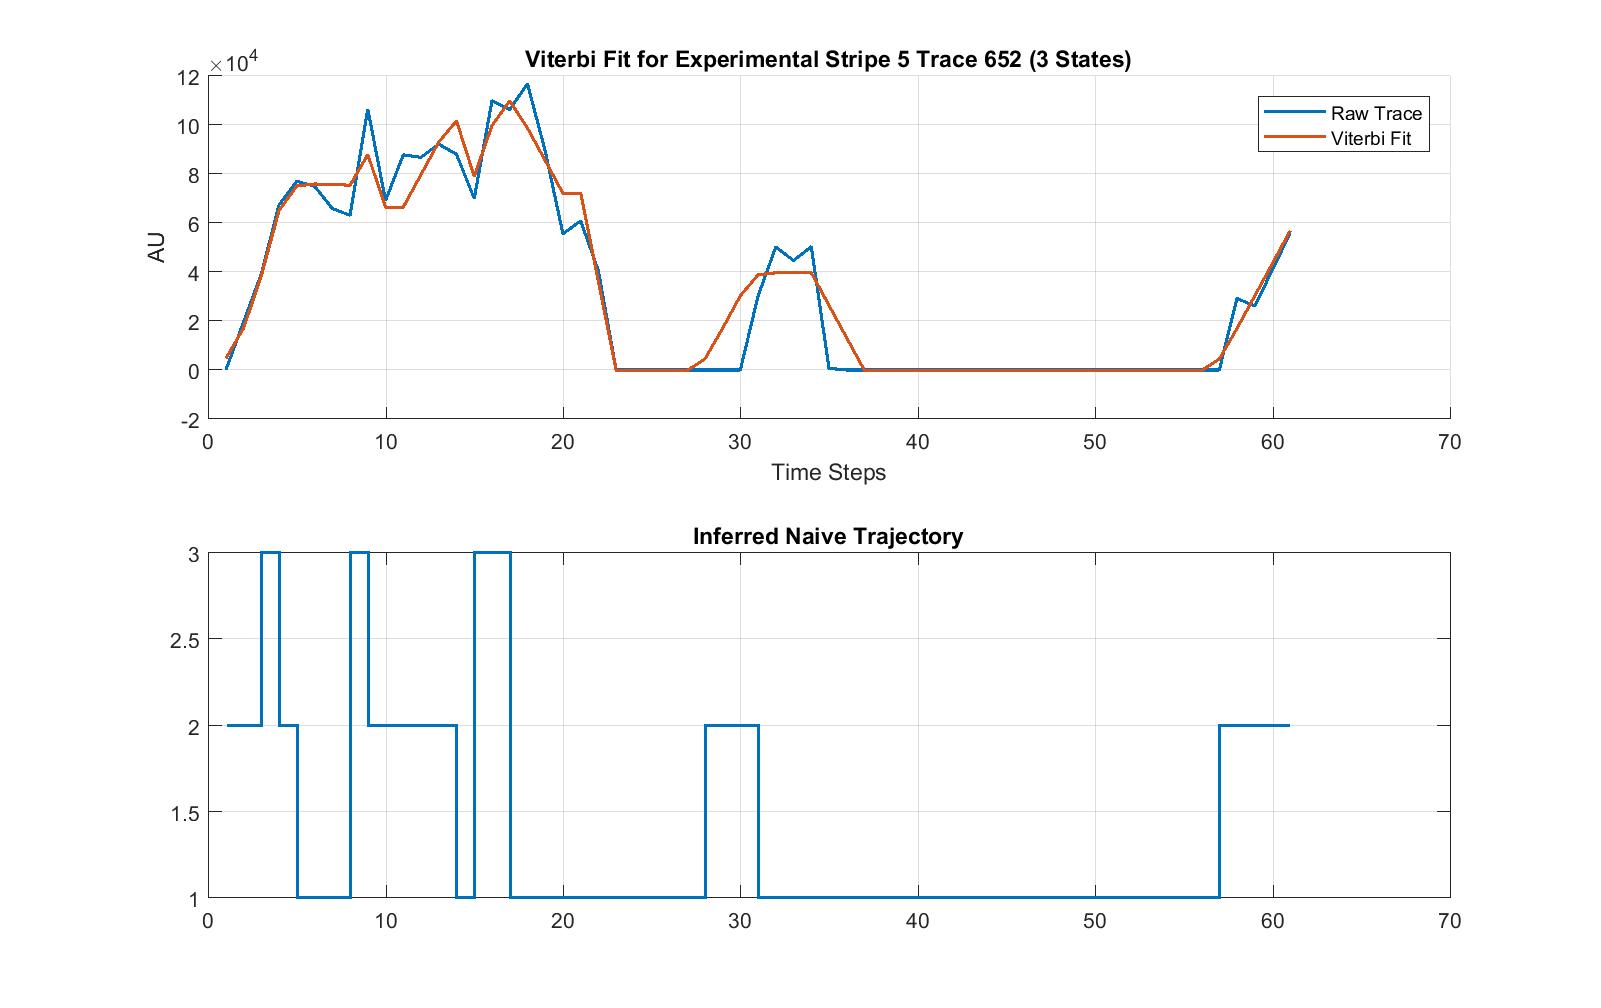 Viterbi Fit for Experimental Stripe 5 Trace 652 (3 States)
×10^4
12
10
8
6
4
2
0
-2
AU
Raw Trace
Viterbi Fit
0 10 20 30 40 50 60 70
Time Steps
Inferred Naive Trajectory
3
2.5
2
1.5
1
0 10 20 30 40 50 60 70